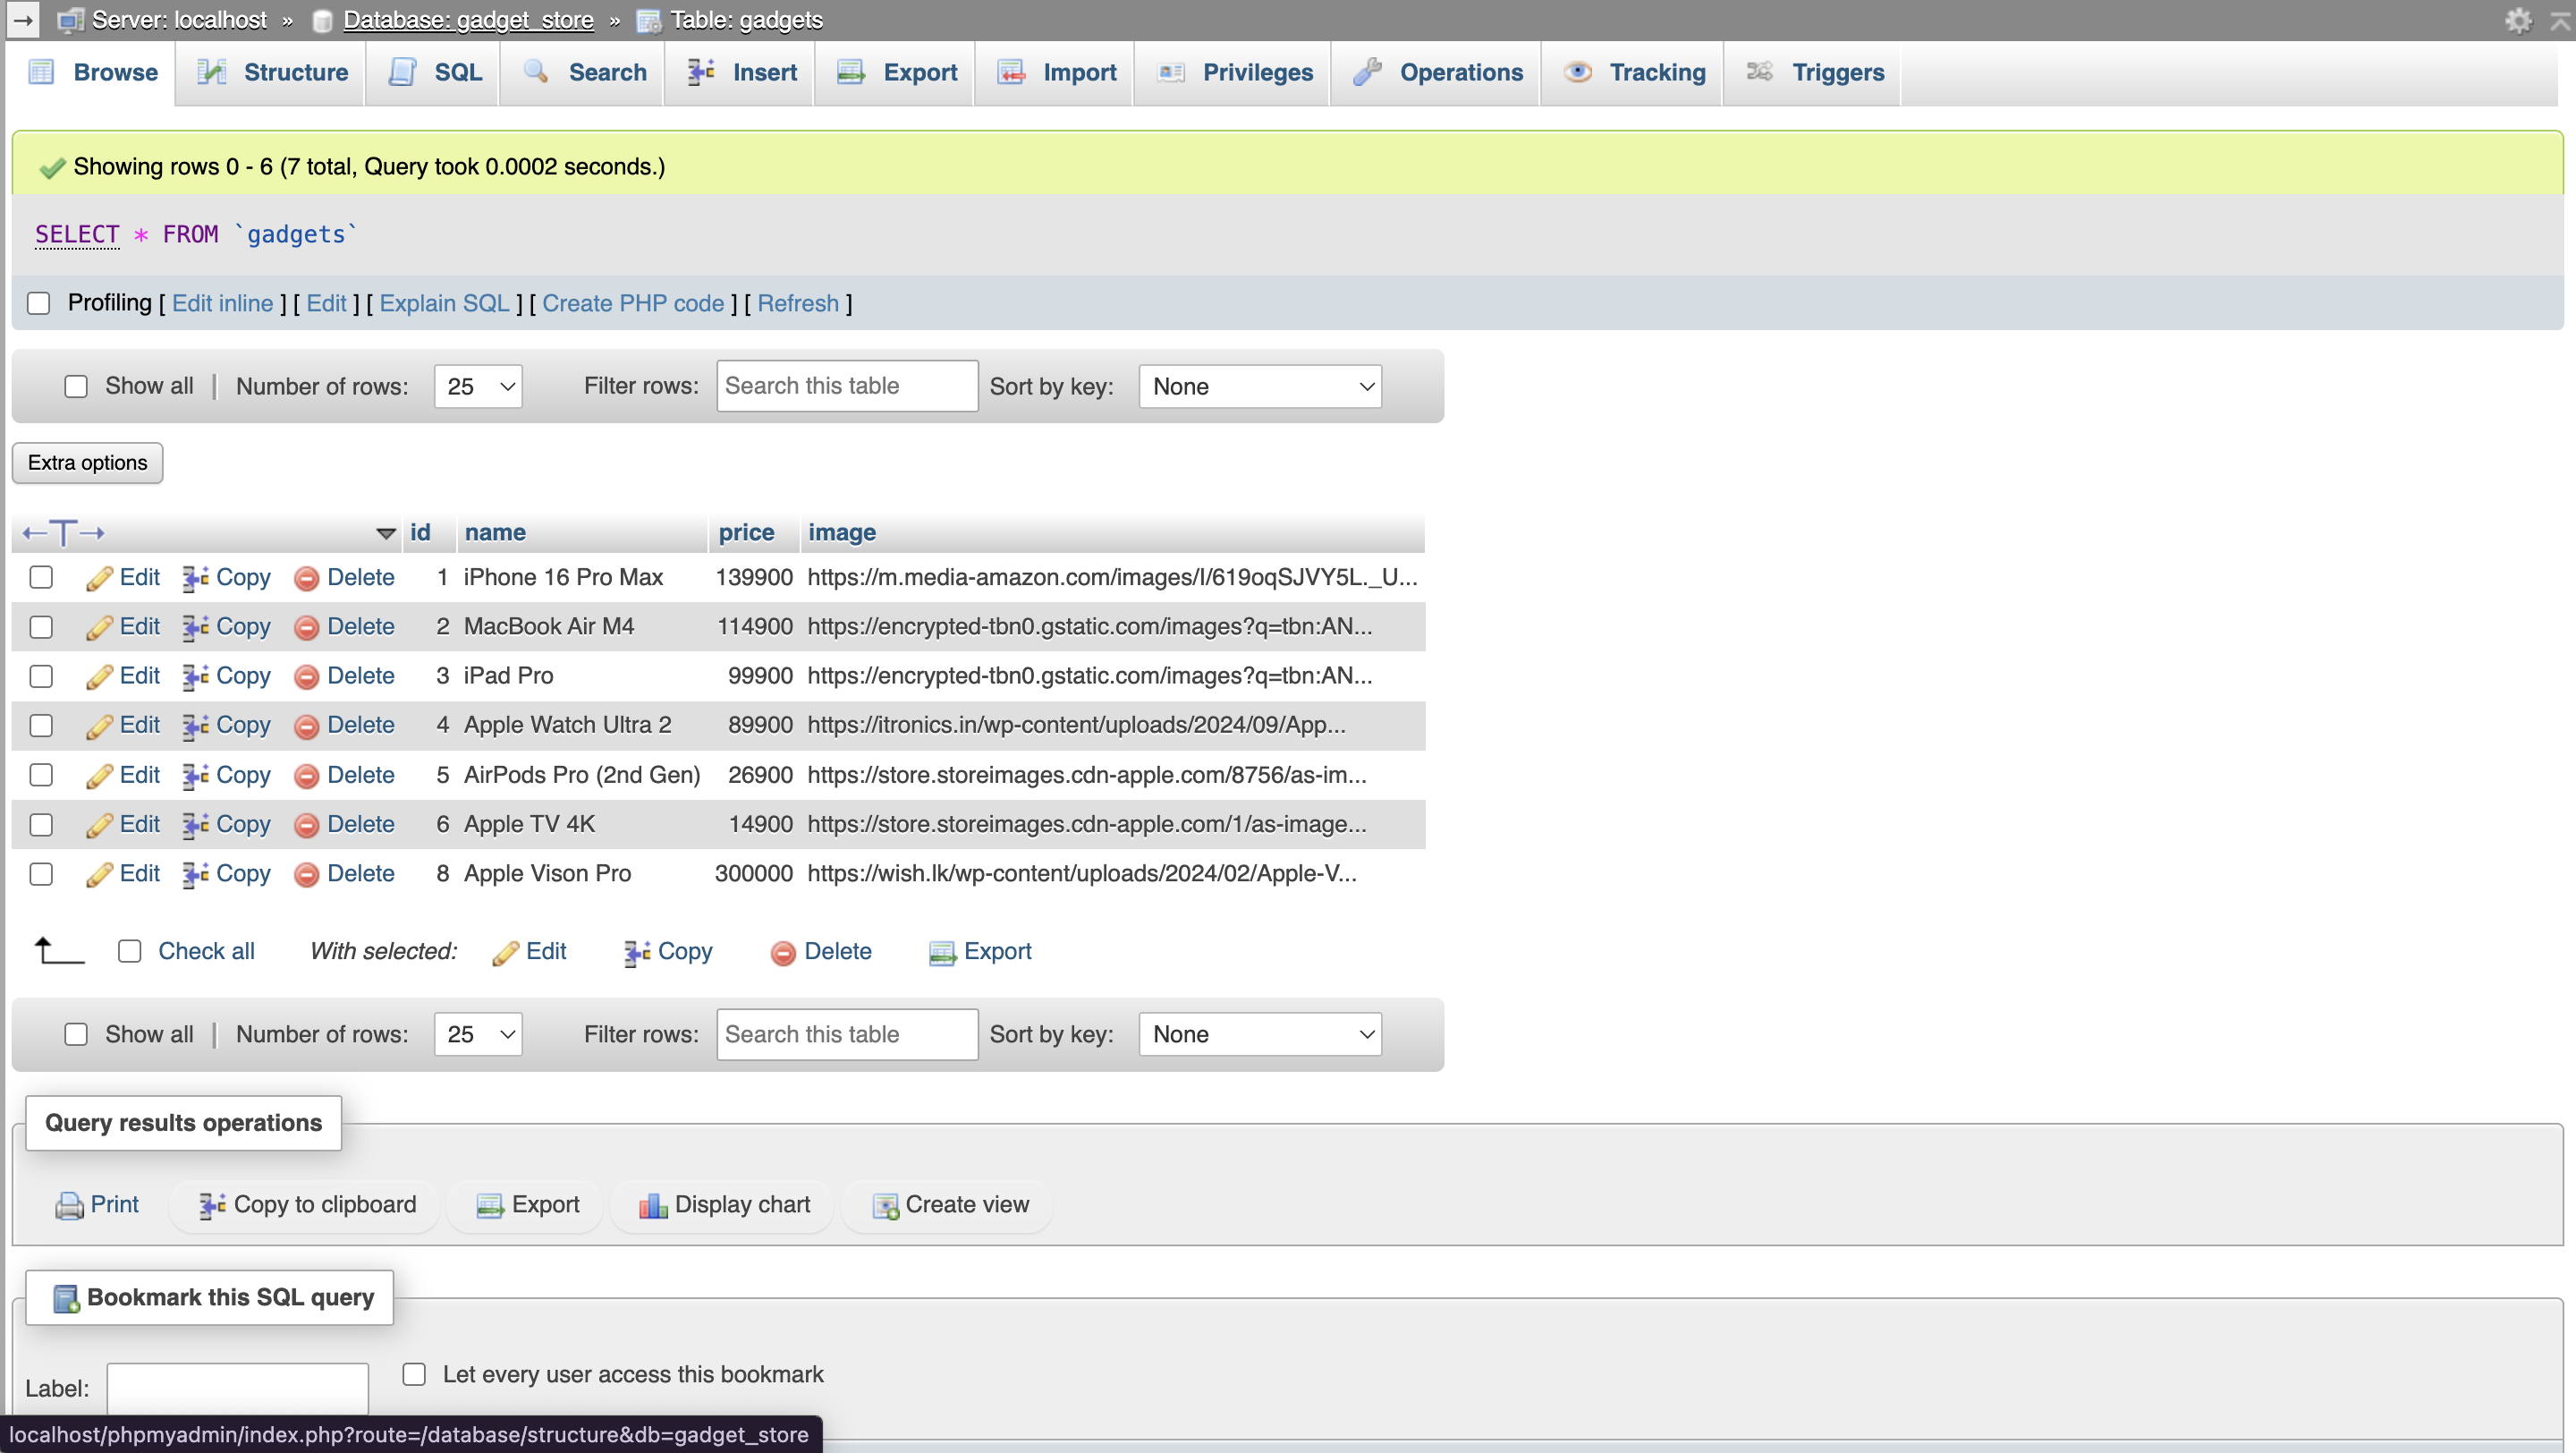 Server: localhost » Database: gadget_store » Table: gadgets
Browse Structure SQL Search Insert Export Import Privileges Operations Tracking Triggers
Showing rows 0 - 6 (7 total, Query took 0.0002 seconds.)
SELECT * FROM `gadgets`
Profiling [ Edit inline ] [ Edit ] [ Explain SQL ] [ Create PHP code ] [ Refresh ]
Show all | Number of rows: 25 Filter rows: Search this table Sort by key: None
Extra options
←T→ id name price image
Edit Copy Delete 1 iPhone 16 Pro Max 139900 https://m.media-amazon.com/images/I/619oqSJVY5L._U...
Edit Copy Delete 2 MacBook Air M4 114900 https://encrypted-tbn0.gstatic.com/images?q=tbn:AN...
Edit Copy Delete 3 iPad Pro 99900 https://encrypted-tbn0.gstatic.com/images?q=tbn:AN...
Edit Copy Delete 4 Apple Watch Ultra 2 89900 https://itronics.in/wp-content/uploads/2024/09/App...
Edit Copy Delete 5 AirPods Pro (2nd Gen) 26900 https://store.storeimages.cdn-apple.com/8756/as-im...
Edit Copy Delete 6 Apple TV 4K 14900 https://store.storeimages.cdn-apple.com/1/as-image...
Edit Copy Delete 8 Apple Vison Pro 300000 https://wish.lk/wp-content/uploads/2024/02/Apple-V...
Check all With selected: Edit Copy Delete Export
Show all | Number of rows: 25 Filter rows: Search this table Sort by key: None
Query results operations
Print Copy to clipboard Export Display chart Create view
Bookmark this SQL query
Label: Let every user access this bookmark
localhost/phpmyadmin/index.php?route=/database/structure&db=gadget_store